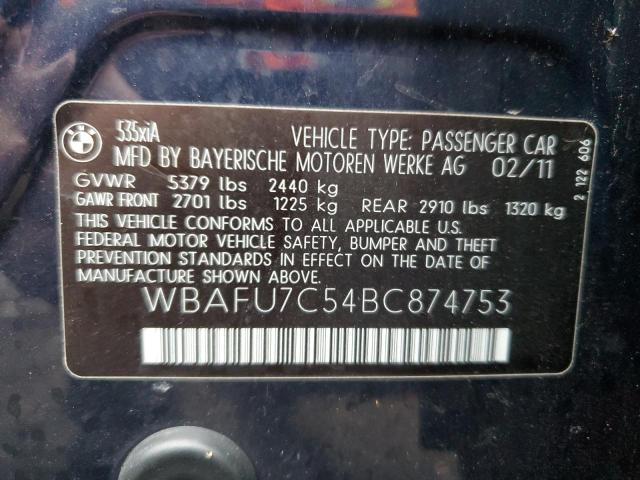 BMW
535xiA
VEHICLE TYPE: PASSENGER CAR
MFD BY BAYERISCHE MOTOREN WERKE AG 02/11
GVWR 5379 lbs 2440 kg
GAWR FRONT 2701 lbs 1225 kg REAR 2910 lbs 1320 kg
THIS VEHICLE CONFORMS TO ALL APPLICABLE U.S.
FEDERAL MOTOR VEHICLE SAFETY, BUMPER AND THEFT
PREVENTION STANDARDS IN EFFECT ON THE DATE OF
MANUFACTURE SHOWN ABOVE.
WBAFU7C54BC874753
2 122 606